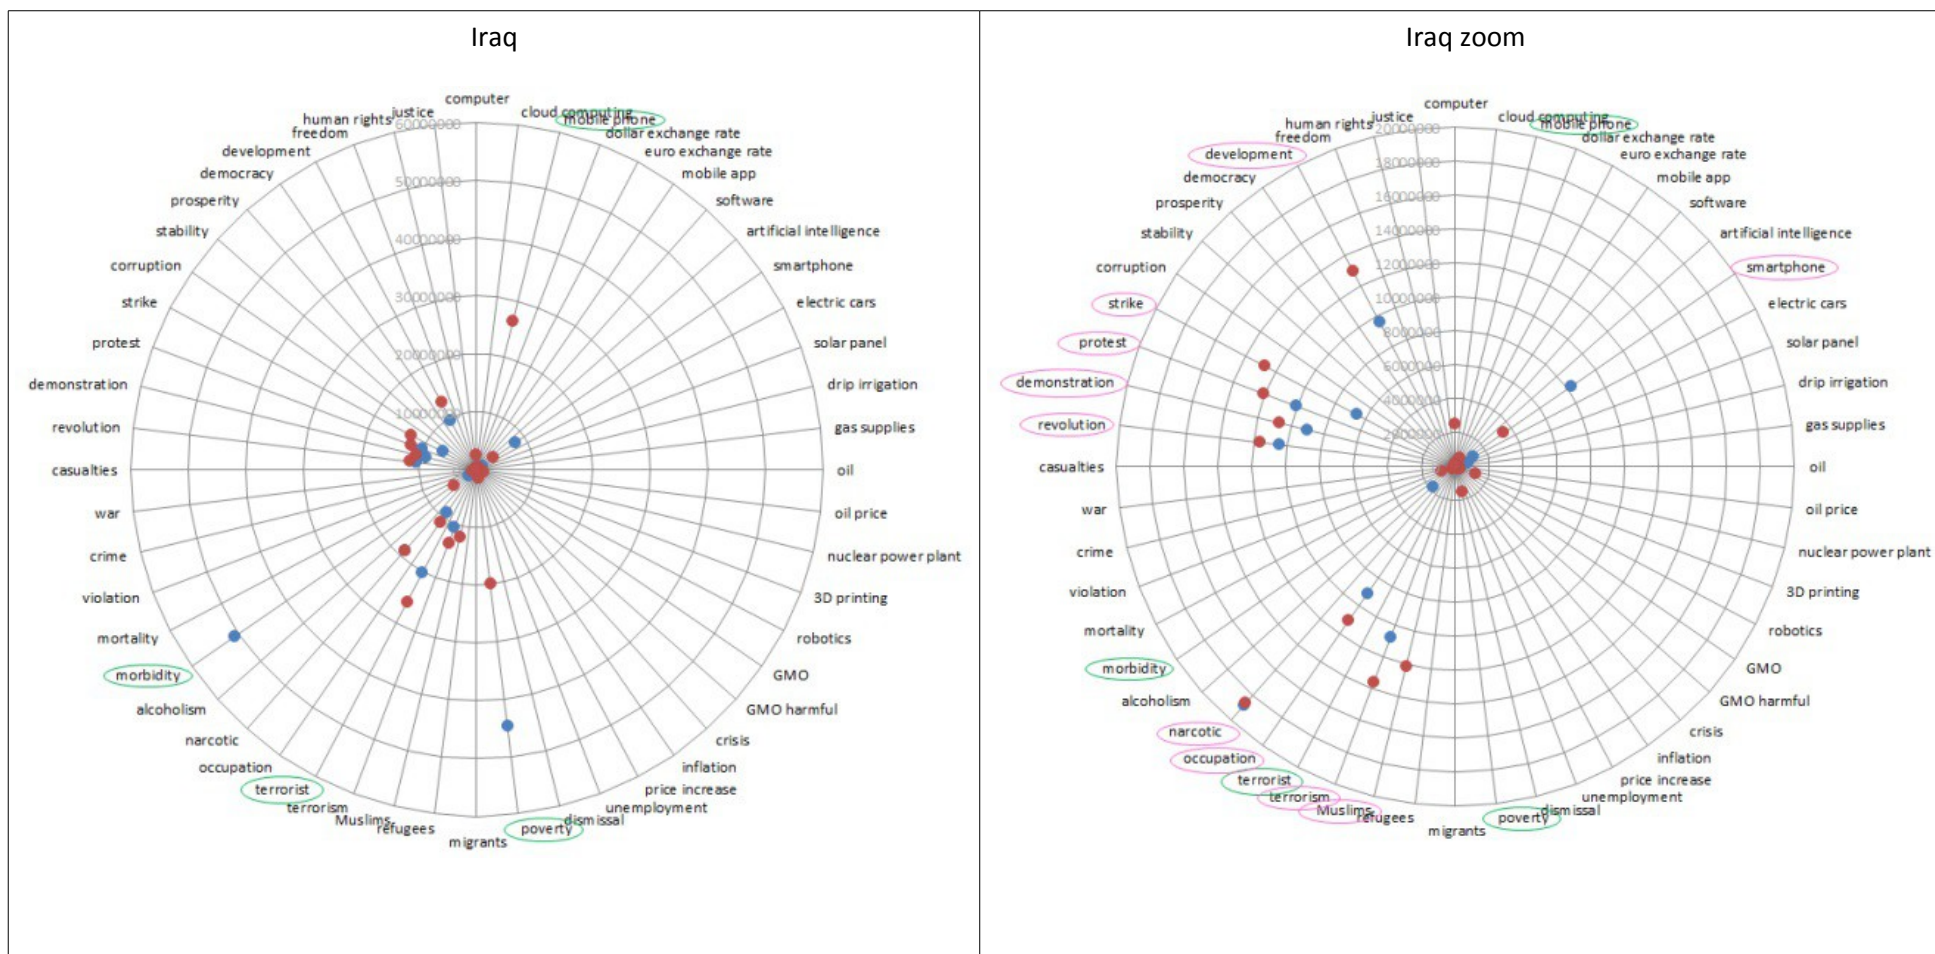 Iraq
computer
cloud computing
mobile phone
dollar exchange rate
euro exchange rate
mobile app
software
artificial intelligence
smartphone
electric cars
solar panel
drip irrigation
gas supplies
oil
oil price
nuclear power plant
3D printing
robotics
GMO
GMO harmful
crisis
inflation
price increase
unemployment
dismissal
poverty
migrants
refugees
Muslims
terrorism
terrorist
occupation
narcotic
alcoholism
morbidity
mortality
violation
crime
war
casualties
revolution
demonstration
protest
strike
corruption
stability
prosperity
democracy
development
freedom
human rights
justice
60000000
50000000
40000000
30000000
20000000
10000000
Iraq zoom
computer
cloud computing
mobile phone
dollar exchange rate
euro exchange rate
mobile app
software
artificial intelligence
smartphone
electric cars
solar panel
drip irrigation
gas supplies
oil
oil price
nuclear power plant
3D printing
robotics
GMO
GMO harmful
crisis
inflation
price increase
unemployment
dismissal
poverty
migrants
refugees
Muslims
terrorism
terrorist
occupation
narcotic
alcoholism
morbidity
mortality
violation
crime
war
casualties
revolution
demonstration
protest
strike
corruption
stability
prosperity
democracy
development
freedom
human rights
justice
20000000
18000000
16000000
14000000
12000000
10000000
8000000
6000000
4000000
2000000